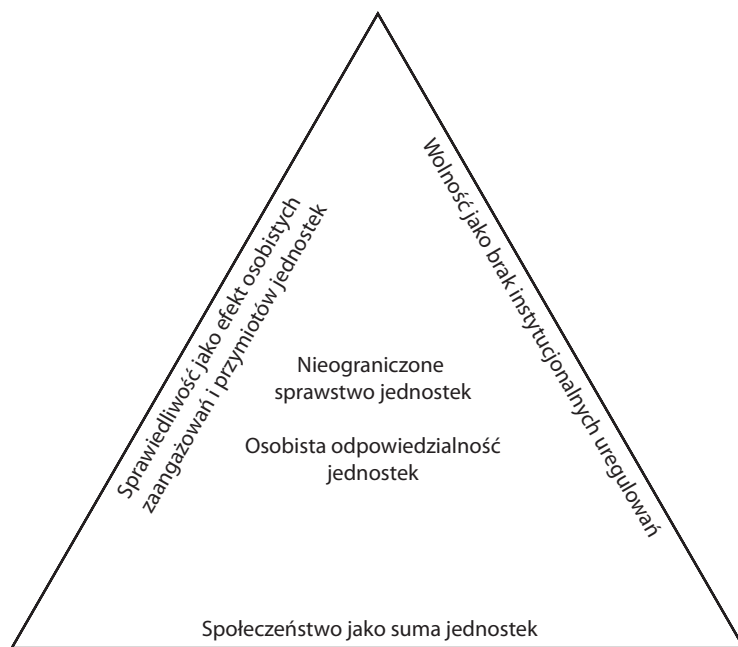 Sprawiedliwość jako efekt osobistych
zaangażowań i przymiotów jednostek
Wolność jako brak instytucjonalnych uregulowań
Nieograniczone
sprawstwo jednostek
Osobista odpowiedzialność
jednostek
Społeczeństwo jako suma jednostek